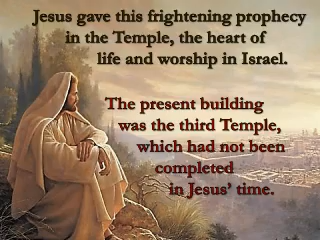 Jesus gave this frightening prophecy
in the Temple, the heart of
life and worship in Israel.
The present building
was the third Temple,
which had not been
completed
in Jesus’ time.